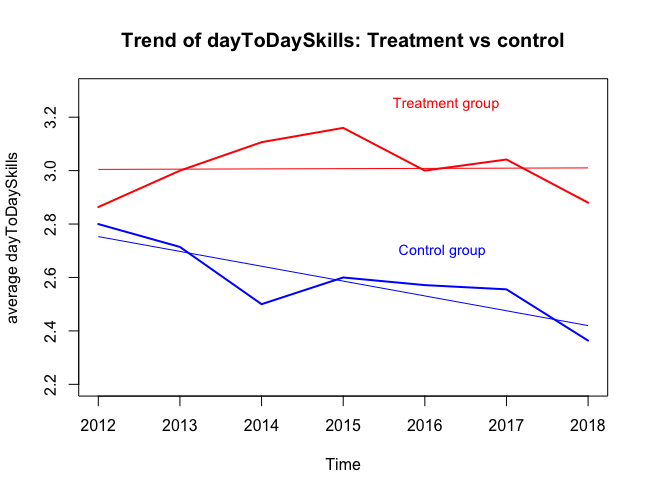 Trend of dayToDaySkills: Treatment vs control
Treatment group
Control group
average dayToDaySkills
3.2
3.0
2.8
2.6
2.4
2.2
2012 2013 2014 2015 2016 2017 2018
Time